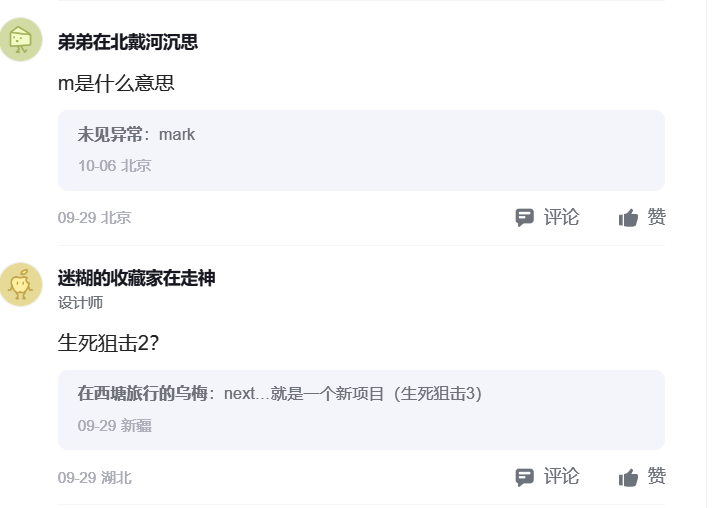 弟弟在北戴河沉思
m是什么意思
未见异常：mark
10-06 北京
09-29 北京
评论
赞
迷糊的收藏家在走神
设计师
生死狙击2?
在西塘旅行的乌梅：next...就是一个新项目（生死狙击3）
09-29 新疆
09-29 湖北
评论
赞